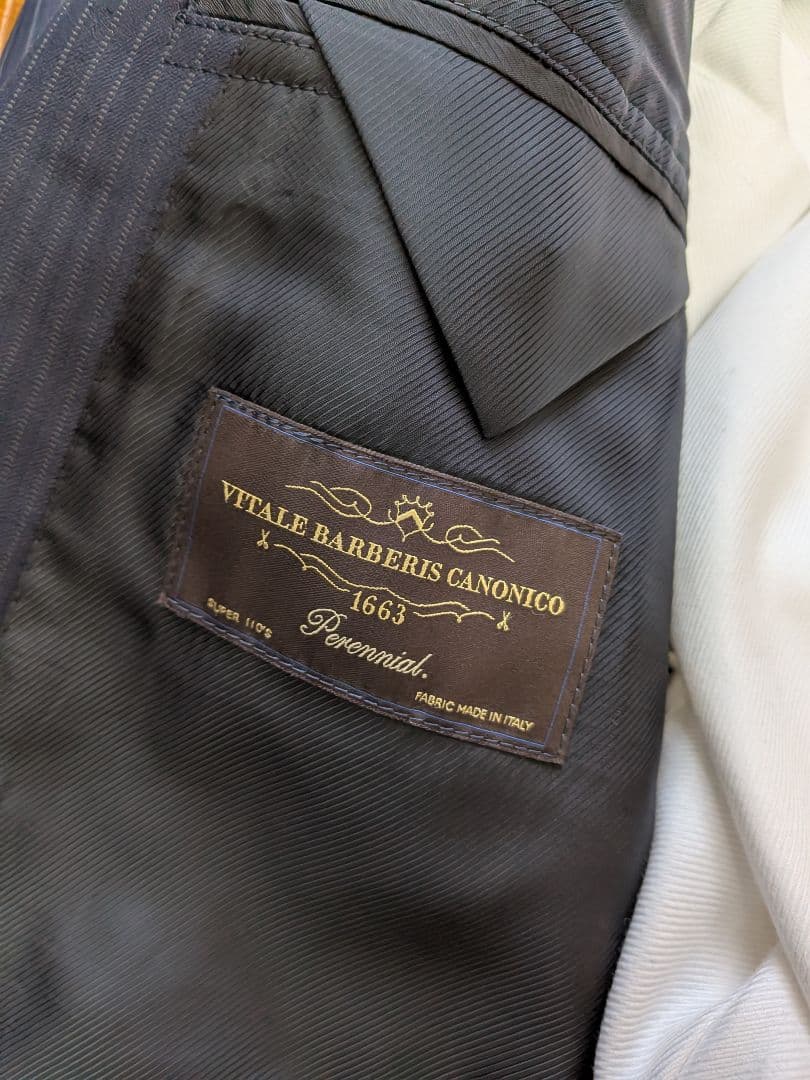 VITALE BARBERIS CANONICO
1663
SUPER 110'S
Perennial.
FABRIC MADE IN ITALY